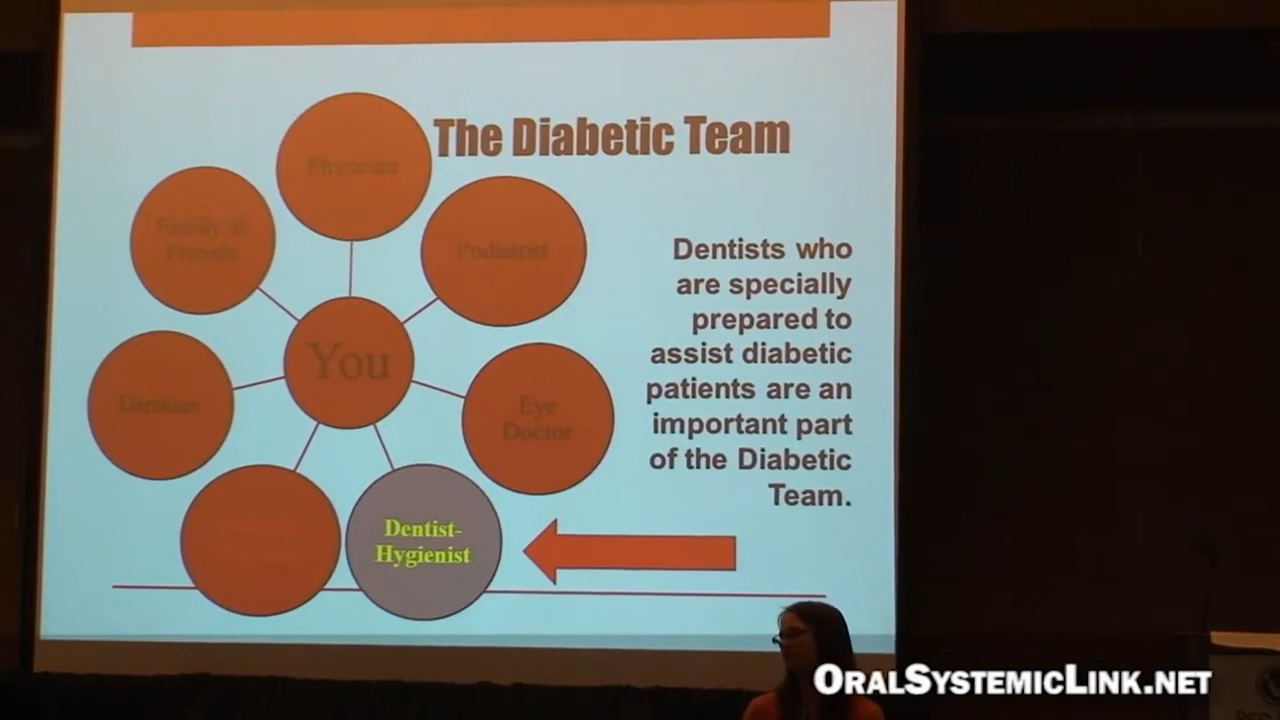 The Diabetic Team
Physician
Family &
Friends
Podiatrist
You
Dietitian
Eye
Doctor
Dentist-
Hygienist
Dentists who
are specially
prepared to
assist diabetic
patients are an
important part
of the Diabetic
Team.
ORALSYSTEMICLINK.NET